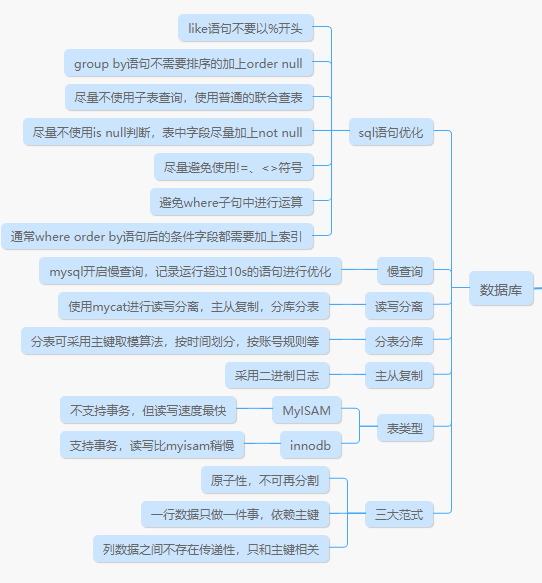 like语句不要以%开头
group by语句不需要排序的加上order null
尽量不使用子表查询，使用普通的联合查表
尽量不使用is null判断，表中字段尽量加上not null
sql语句优化
尽量避免使用!=、<>符号
避免where子句中进行运算
通常where order by语句后的条件字段都需要加上索引
mysql开启慢查询，记录运行超过10s的语句进行优化
慢查询
数据库
使用mycat进行读写分离，主从复制，分库分表
读写分离
分表可采用主键取模算法，按时间划分，按账号规则等
分表分库
采用二进制日志
主从复制
不支持事务，但读写速度最快
MyISAM
表类型
支持事务，读写比myisam稍慢
innodb
原子性，不可再分割
一行数据只做一件事，依赖主键
三大范式
列数据之间不存在传递性，只和主键相关